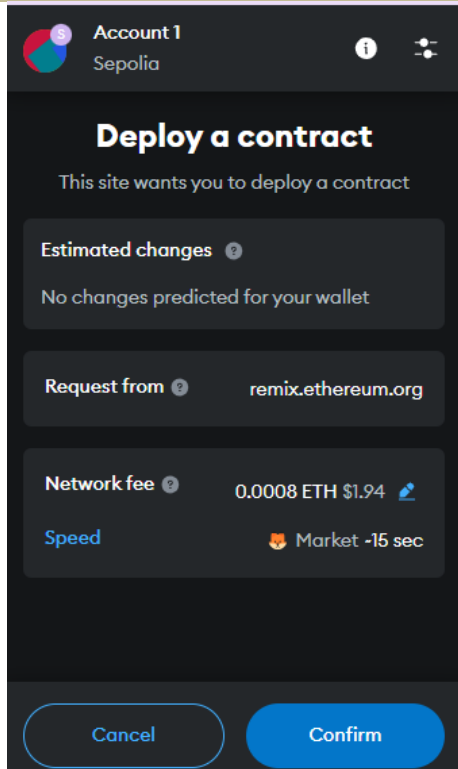 S
Account 1
Sepolia
Deploy a contract
This site wants you to deploy a contract
Estimated changes ?
No changes predicted for your wallet
Request from ? remix.ethereum.org
Network fee ? 0.0008 ETH $1.94
Speed Market ~15 sec
Cancel Confirm